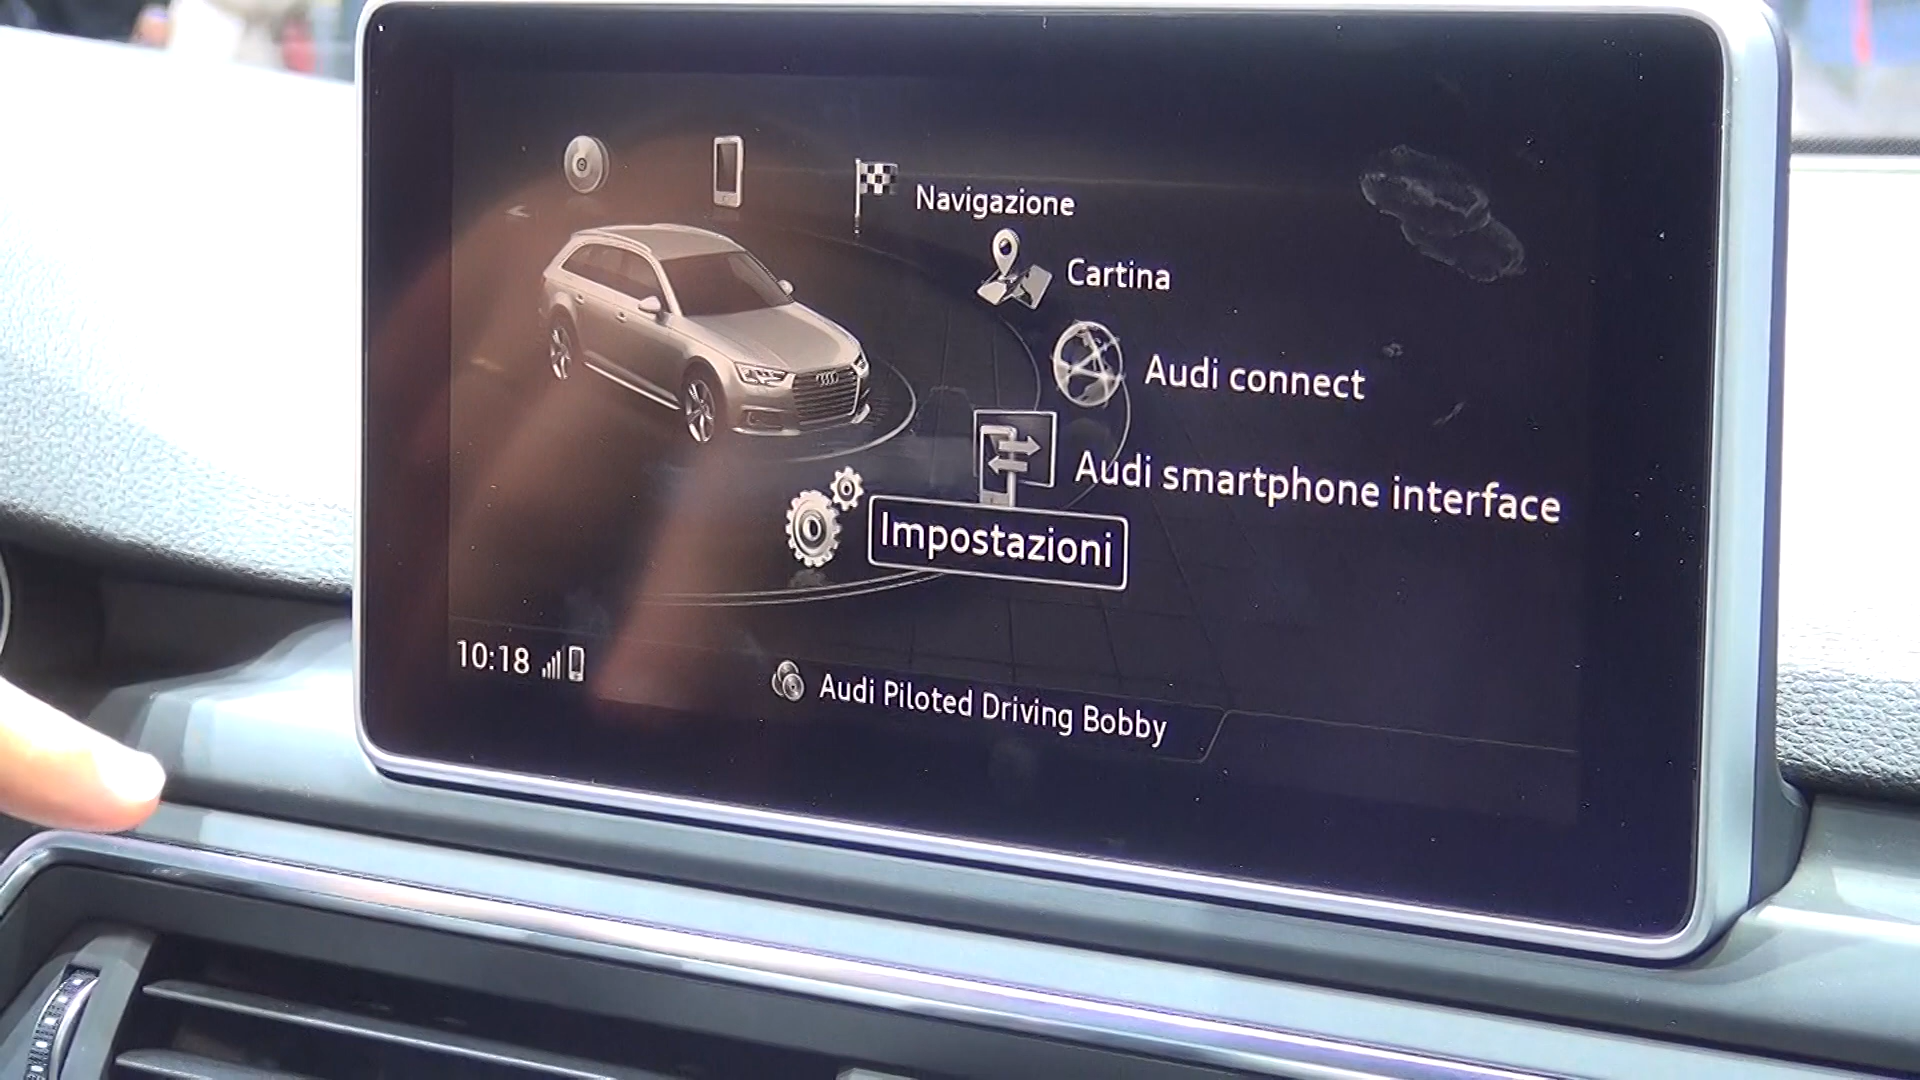 Navigazione
Cartina
Audi connect
Audi smartphone interface
Impostazioni
10:18
Audi Piloted Driving Bobby